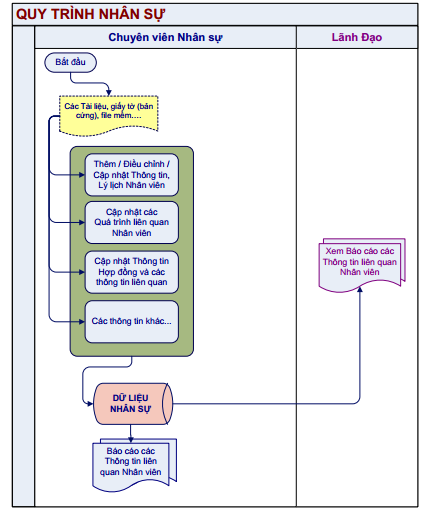 QUY TRÌNH NHÂN SỰ
Chuyên viên Nhân sự
Lãnh Đạo
Bắt đầu
Các Tài liệu, giấy tờ (bản
cứng), file mềm....
Thêm / Điều chỉnh /
Cập nhật Thông tin,
Lý lịch Nhân viên
Cập nhật các
Quá trình liên quan
Nhân viên
Cập nhật Thông tin
Hợp đồng và các
thông tin liên quan
Các thông tin khác...
Xem Báo cáo các
Thông tin liên quan
Nhân viên
DỮ LIỆU
NHÂN SỰ
Báo cáo các
Thông tin liên
quan Nhân viên